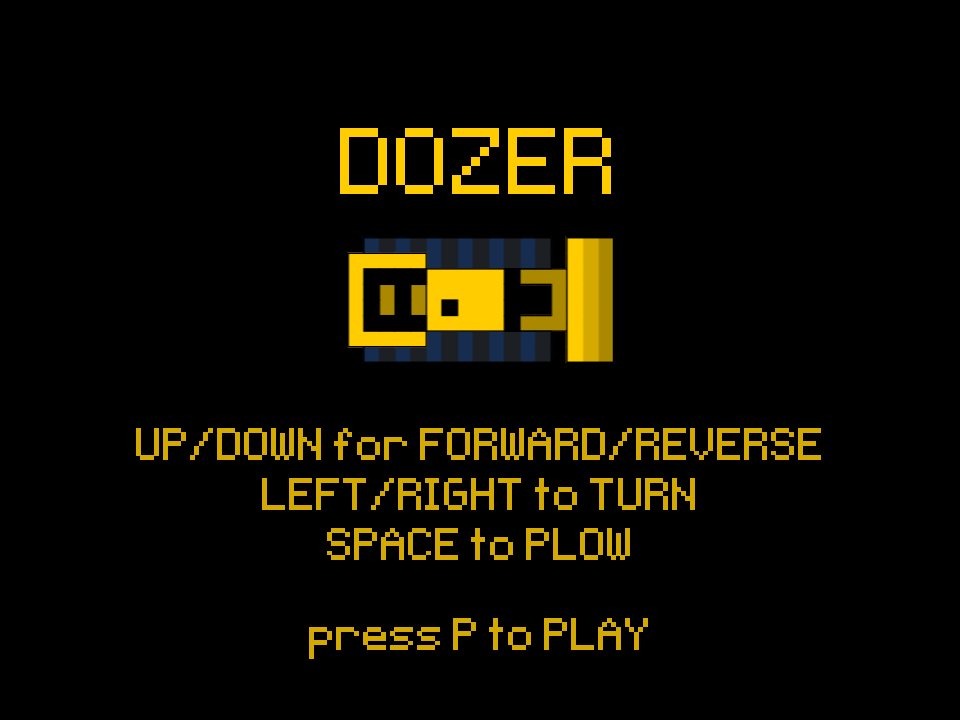 DOZER
UP/DOWN for FORWARD/REVERSE
LEFT/RIGHT to TURN
SPACE to PLOW
press P to PLAY